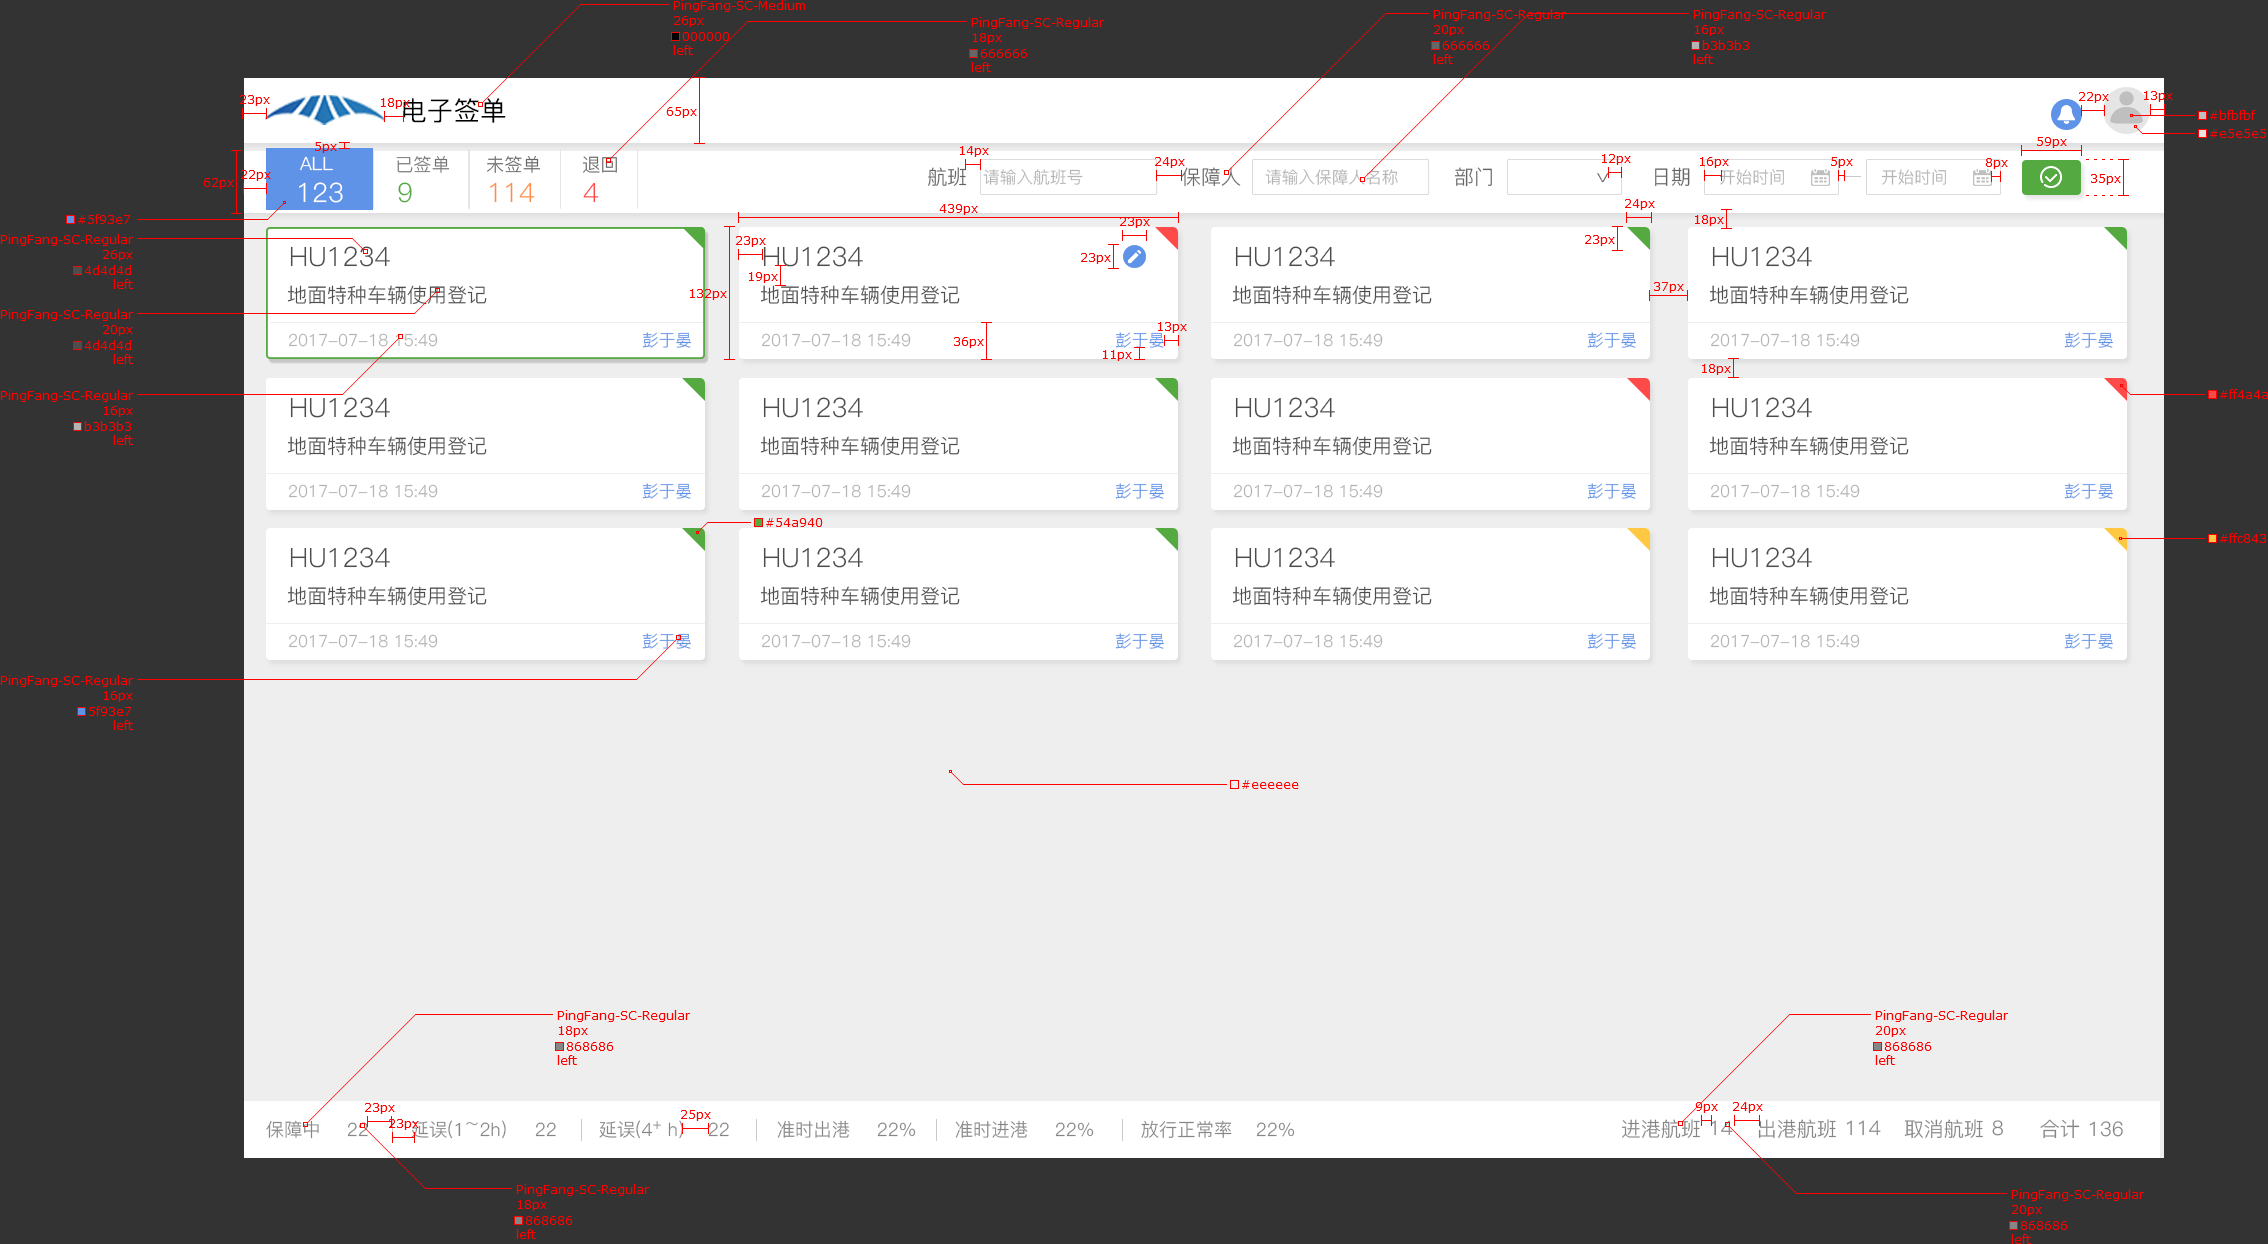 PingFang-SC-Medium
26px
000000
left
PingFang-SC-Regular
18px
666666
left
PingFang-SC-Regular
20px
666666
left
PingFang-SC-Regular
16px
b3b3b3
left
23px
18px
电子签单
65px
22px
13px
#bfbfbf
#e5e5e5
5px
62px
22px
ALL
123
已签单
9
未签单
114
退回
4
14px
航班
请输入航班号
24px
保障人
请输入保障人名称
部门
12px
日期
16px
开始时间
5px
开始时间
8px
59px
35px
#5f93e7
439px
24px
18px
PingFang-SC-Regular
26px
4d4d4d
left
PingFang-SC-Regular
20px
4d4d4d
left
PingFang-SC-Regular
16px
b3b3b3
left
HU1234
地面特种车辆使用登记
2017-07-18 15:49
彭于晏
132px
23px
23px
23px
19px
HU1234
地面特种车辆使用登记
2017-07-18 15:49
彭于晏
36px
13px
11px
23px
HU1234
地面特种车辆使用登记
2017-07-18 15:49
彭于晏
37px
HU1234
地面特种车辆使用登记
2017-07-18 15:49
彭于晏
18px
HU1234
地面特种车辆使用登记
2017-07-18 15:49
彭于晏
HU1234
地面特种车辆使用登记
2017-07-18 15:49
彭于晏
HU1234
地面特种车辆使用登记
2017-07-18 15:49
彭于晏
HU1234
地面特种车辆使用登记
2017-07-18 15:49
彭于晏
#ff4a4a
#54a940
HU1234
地面特种车辆使用登记
2017-07-18 15:49
彭于晏
HU1234
地面特种车辆使用登记
2017-07-18 15:49
彭于晏
HU1234
地面特种车辆使用登记
2017-07-18 15:49
彭于晏
HU1234
地面特种车辆使用登记
2017-07-18 15:49
彭于晏
#ffc843
PingFang-SC-Regular
16px
5f93e7
left
#eeeeee
PingFang-SC-Regular
18px
868686
left
PingFang-SC-Regular
20px
868686
left
23px
23px
25px
9px
24px
保障中 22
延误(1~2h) 22
延误(4+ h) 22
准时出港 22%
准时进港 22%
放行正常率 22%
进港航班 14
出港航班 114
取消航班 8
合计 136
PingFang-SC-Regular
18px
868686
left
PingFang-SC-Regular
20px
868686
left